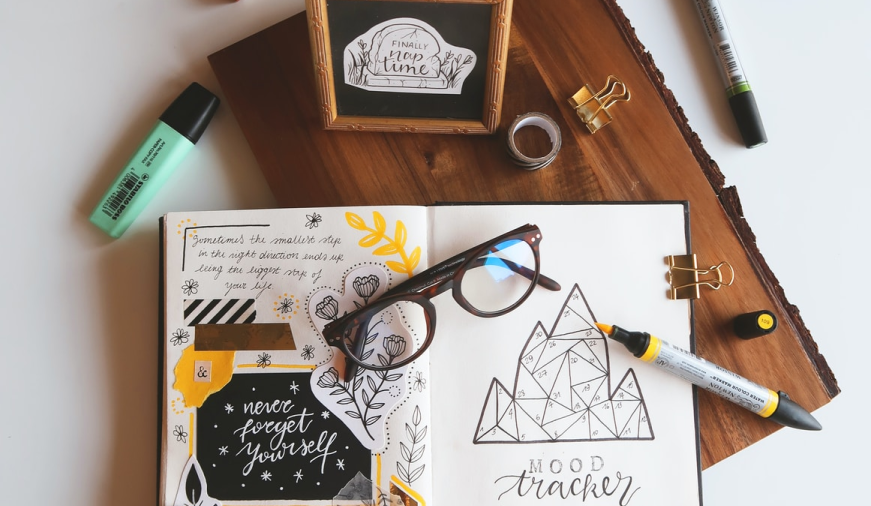 FINALLY
nap
time
STABILO BOSS
Sometimes the smallest step
in the right direction ends up
being the biggest step of
your life.
&
never
forget
yourself
MOOD
tracker
WATER COLOUR MARKER